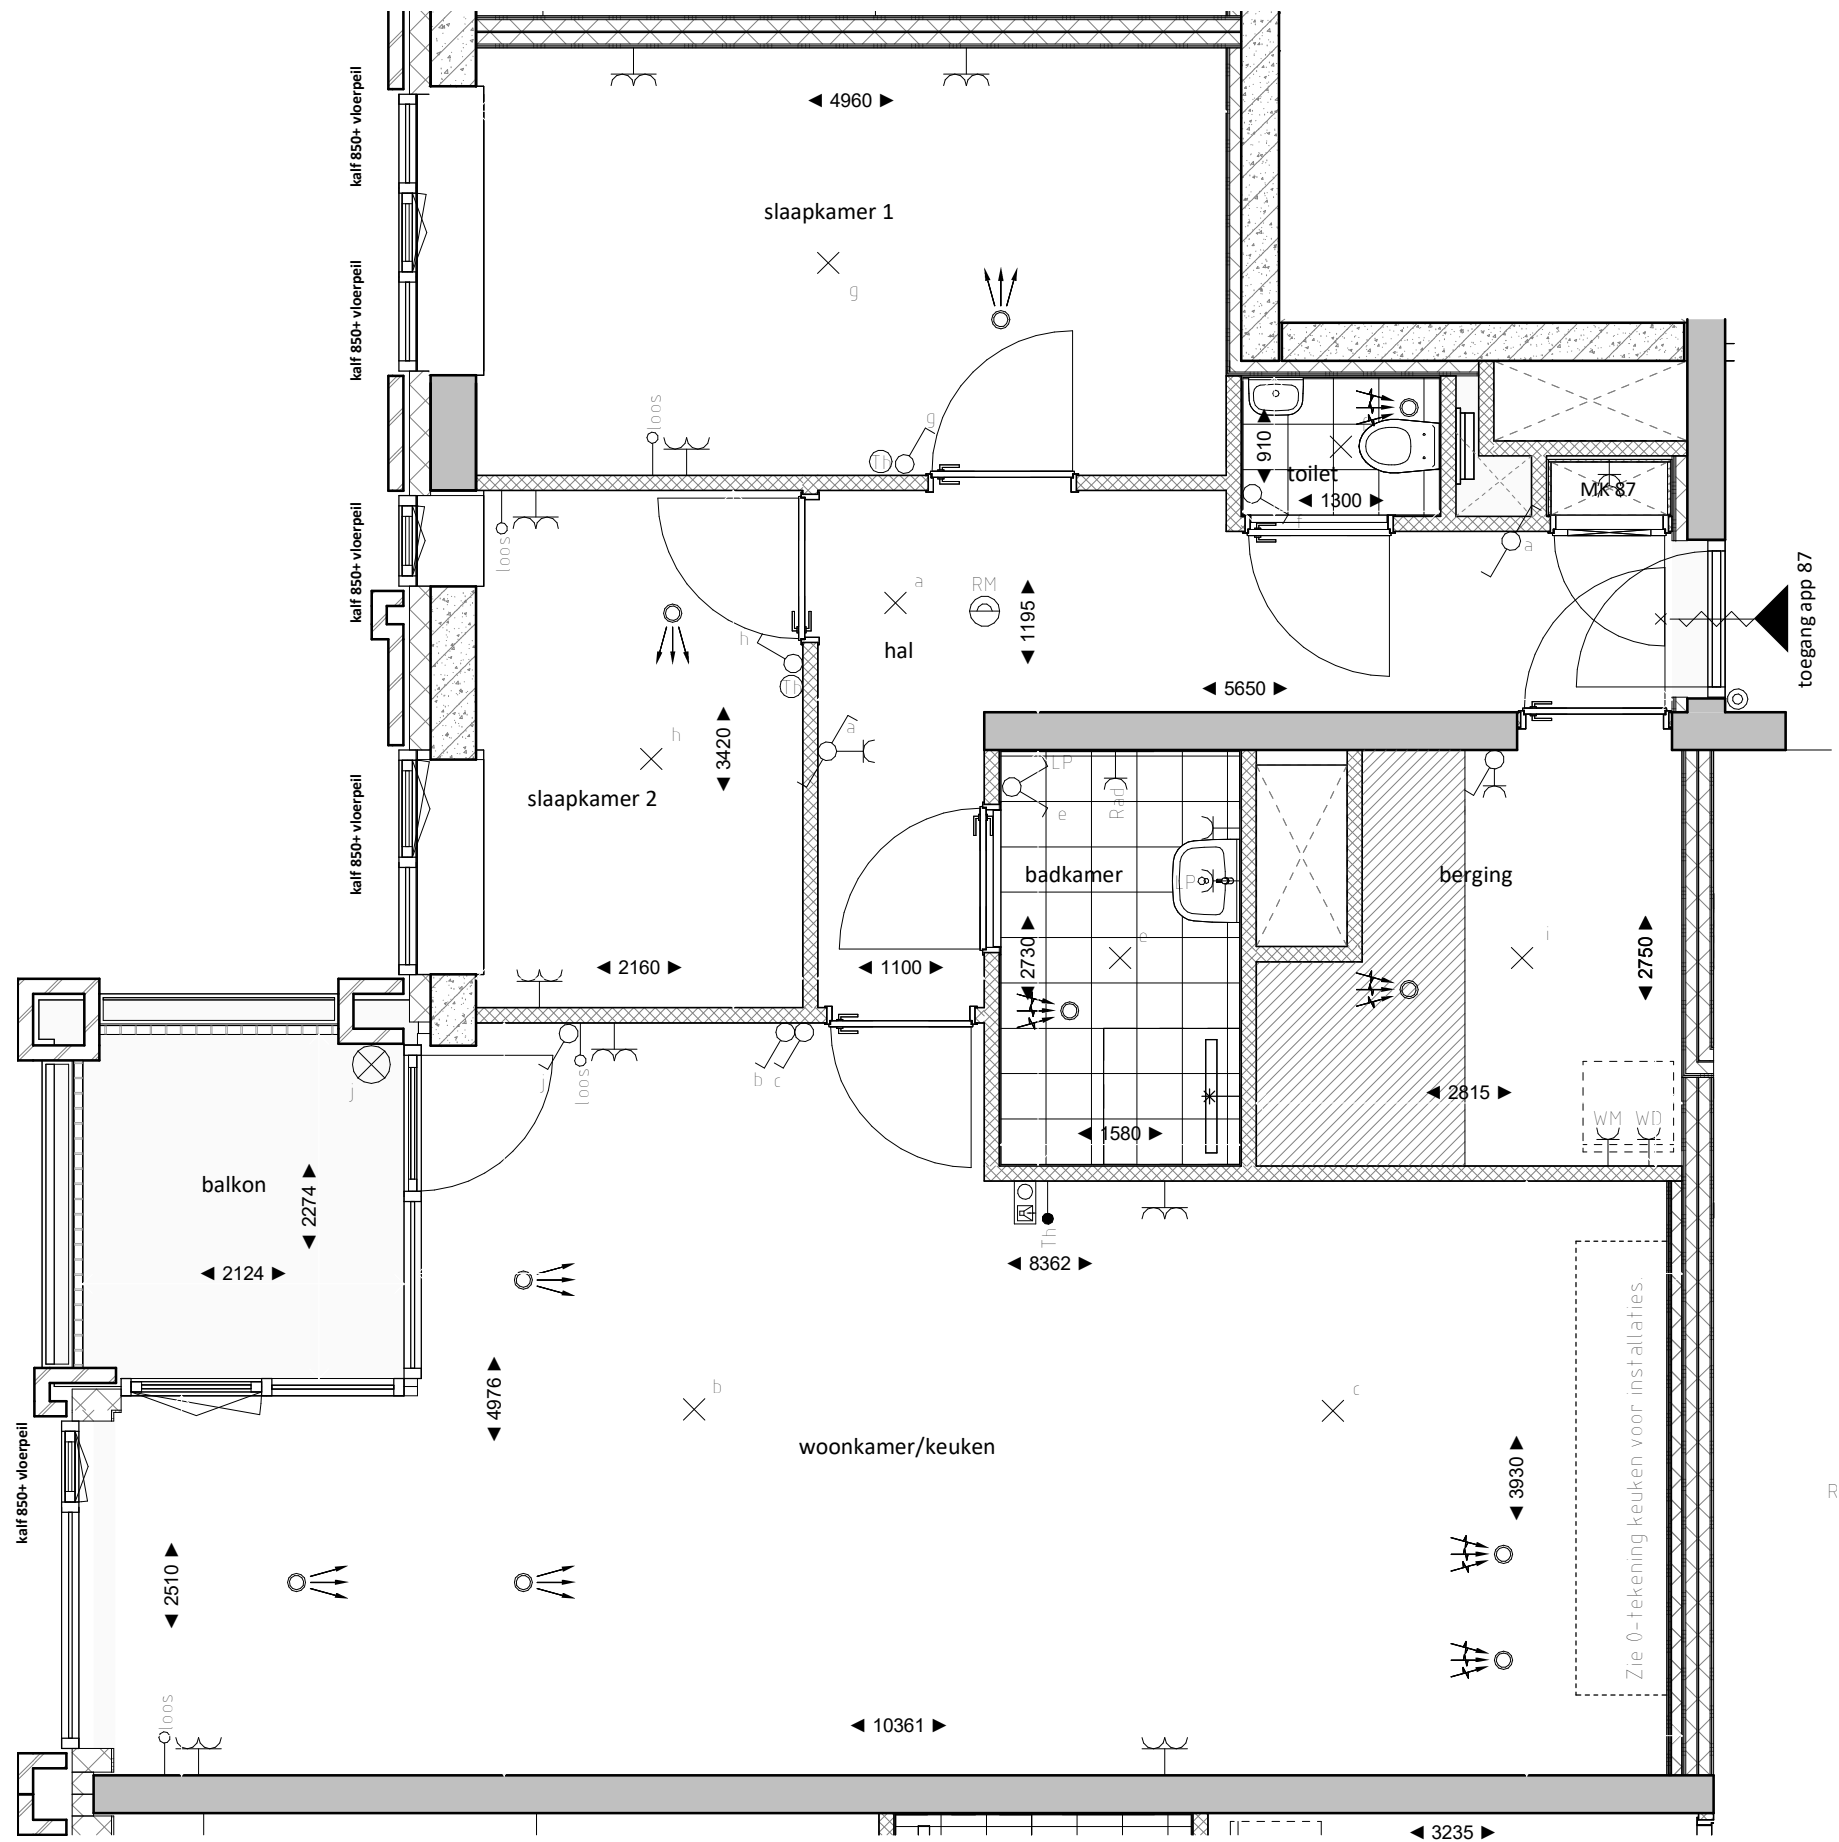 kalf 850+ vloerpeil
◄ 4960 ►
slaapkamer 1
g
kalf 850+ vloerpeil
loos
g
Th
◄ 910 ►
toilet
◄ 1300 ►
f
MK 87
a
kalf 850+ vloerpeil
loos
h
Th
h
slaapkamer 2
◄ 3420 ►
◄ 2160 ►
a
RM
◄ 1195 ►
hal
◄ 5650 ►
toegang app 87
a
◄ 1100 ►
kalf 850+ vloerpeil
LP
e
Rad
badkamer
LP
e
◄ 2730 ►
◄ 1580 ►
berging
i
◄ 2750 ►
◄ 2815 ►
WM WD
j
balkon
◄ 2274 ►
◄ 2124 ►
j
loos
b c
Th
◄ 8362 ►
◄ 4976 ►
b
c
woonkamer/keuken
kalf 850+ vloerpeil
◄ 2510 ►
◄ 3930 ►
Zie 0-tekening keuken voor installaties.
R
loos
◄ 10361 ►
◄ 3235 ►